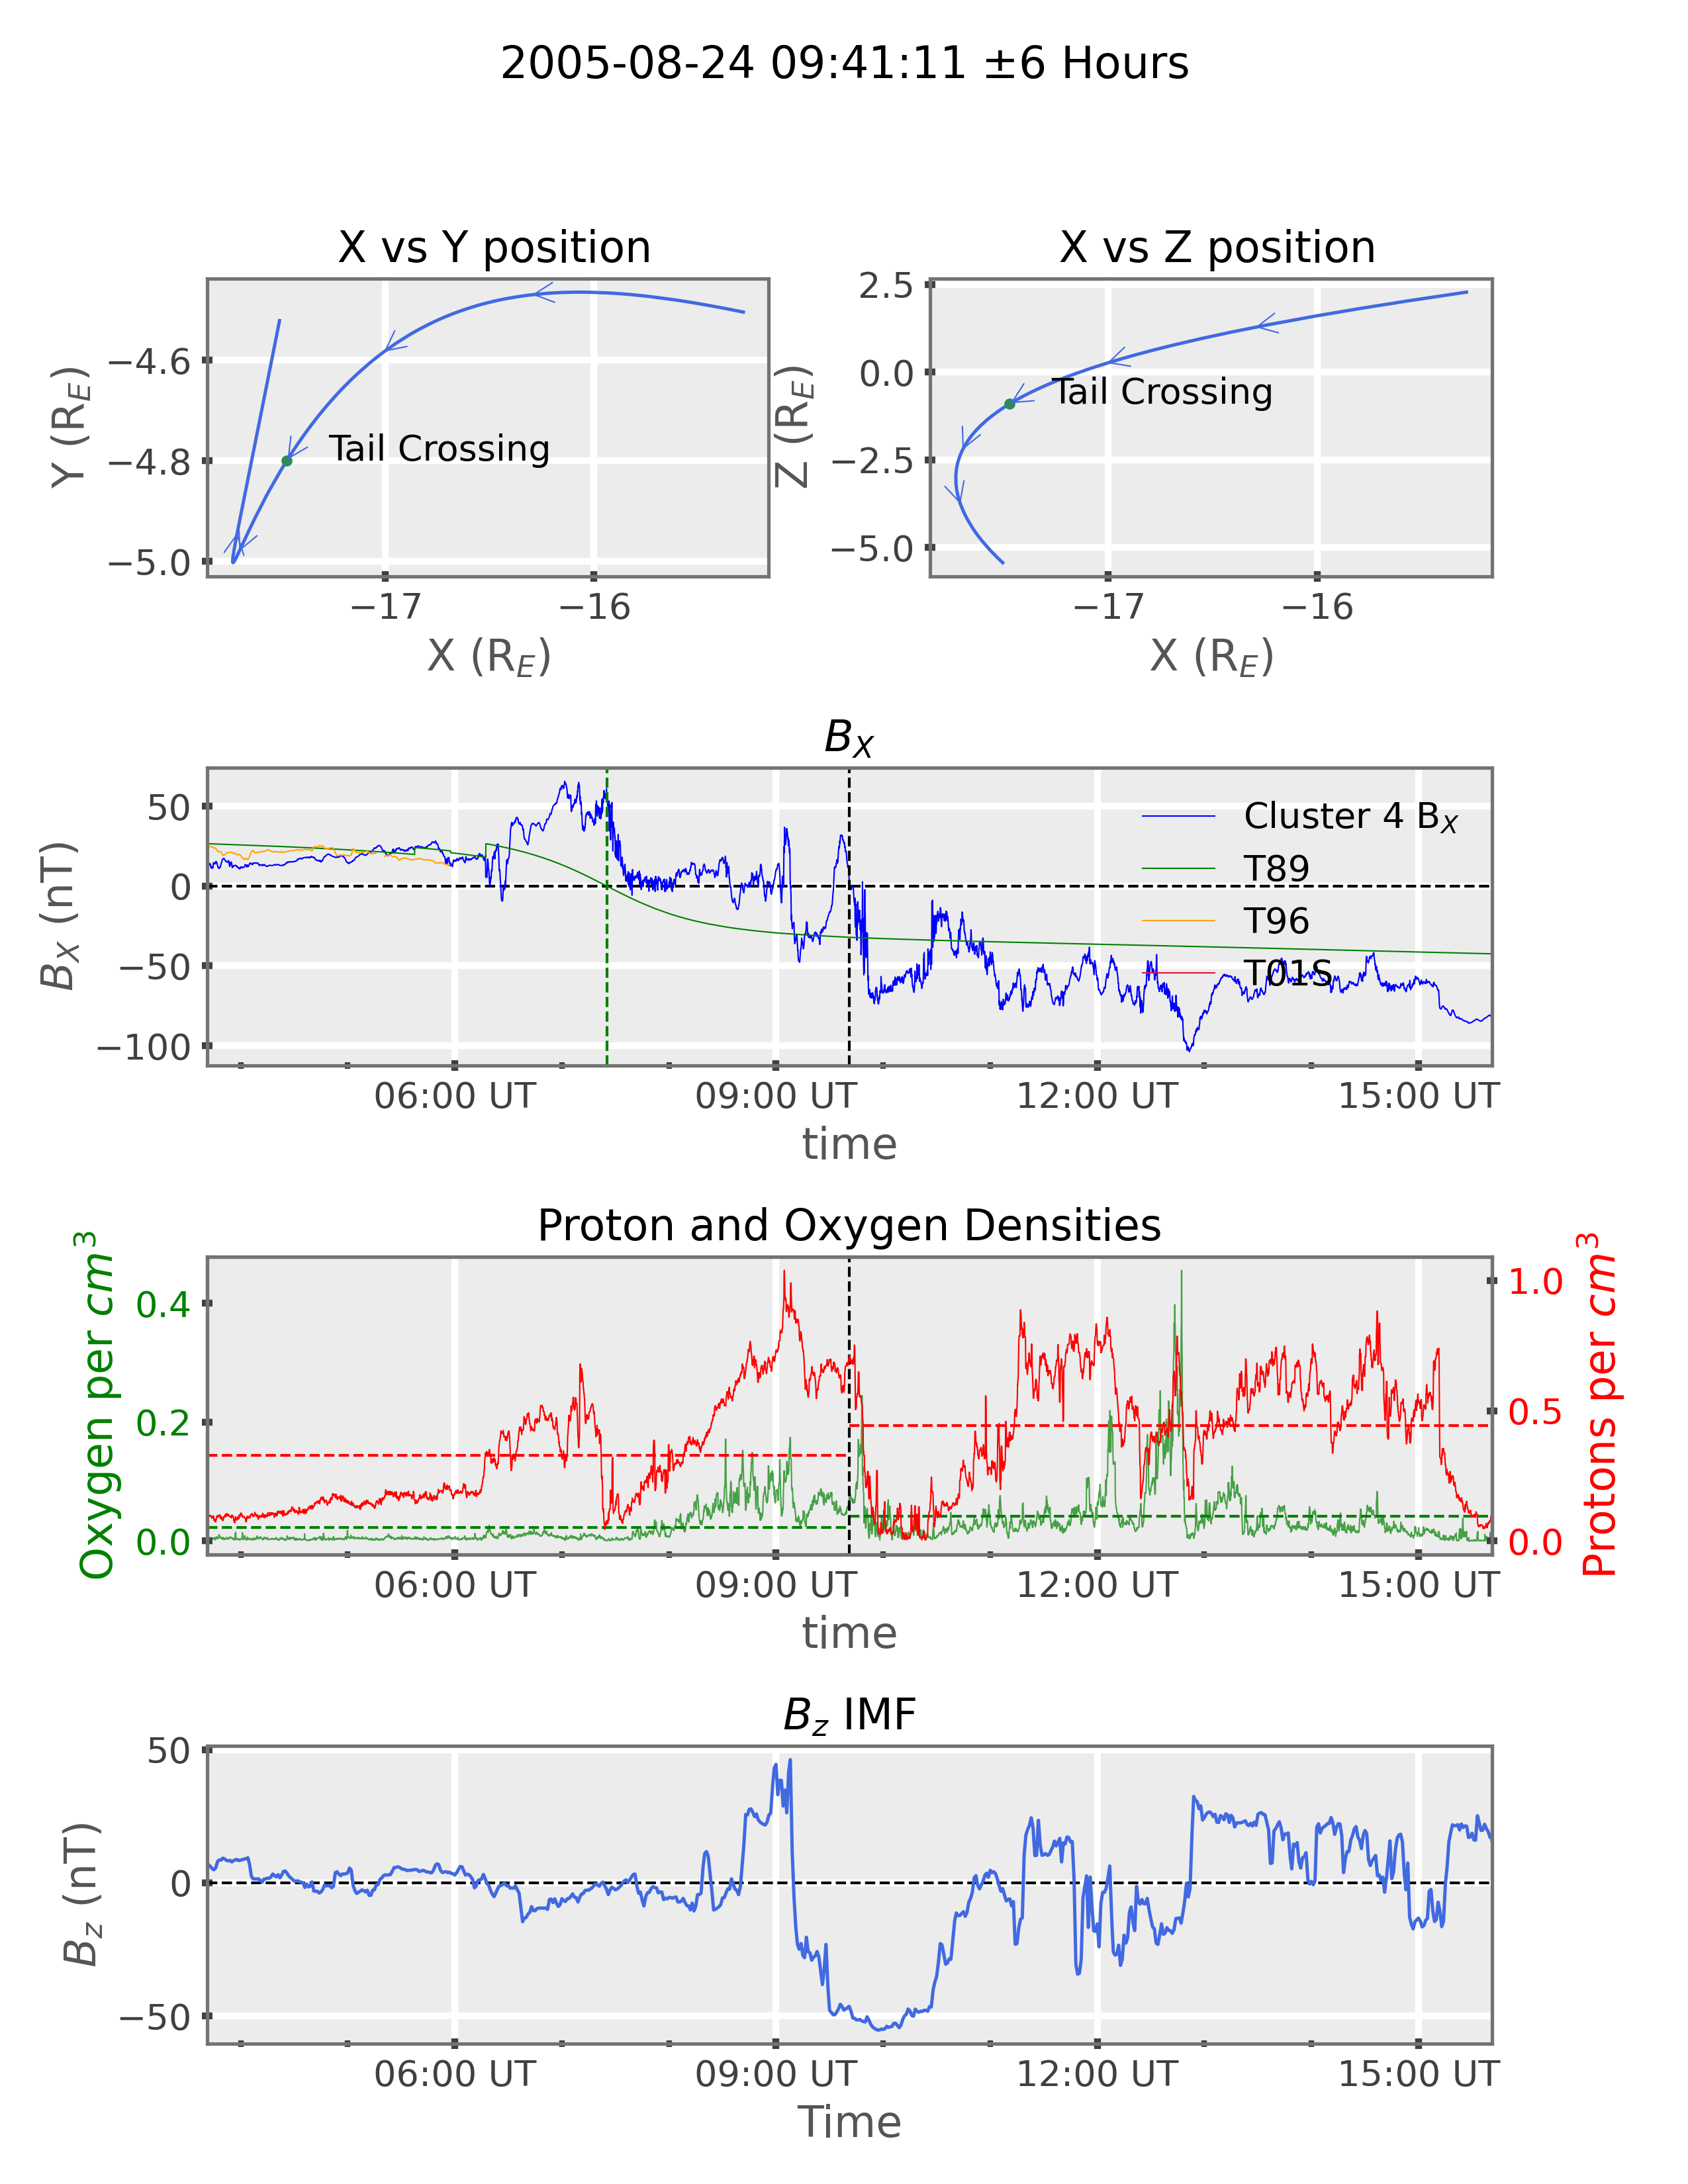 2005-08-24 09:41:11 ±6 Hours
X vs Y position
X vs Z position
Y (R_E)
−4.6
−4.8
−5.0
Tail Crossing
−17
−16
X (R_E)
Z (R_E)
2.5
0.0
−2.5
−5.0
Tail Crossing
−17
−16
X (R_E)
B_X
B_X (nT)
50
0
−50
−100
Cluster 4 B_X
T89
T96
T01S
06:00 UT
09:00 UT
12:00 UT
15:00 UT
time
Proton and Oxygen Densities
Oxygen per cm^3
0.4
0.2
0.0
1.0
0.5
0.0
Protons per cm^3
06:00 UT
09:00 UT
12:00 UT
15:00 UT
time
B_z IMF
B_z (nT)
50
0
−50
06:00 UT
09:00 UT
12:00 UT
15:00 UT
Time